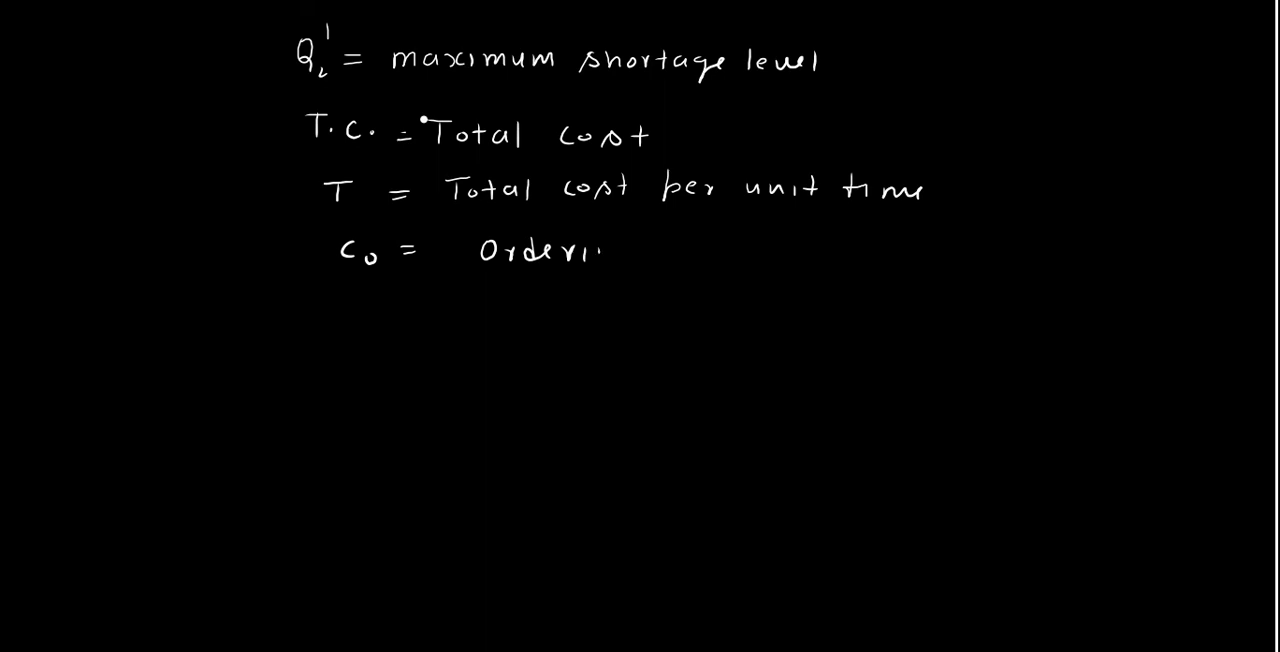 Q₂' = maximum shortage level
T.C. = Total cost
T = Total cost per unit time
C₀ = Orderi